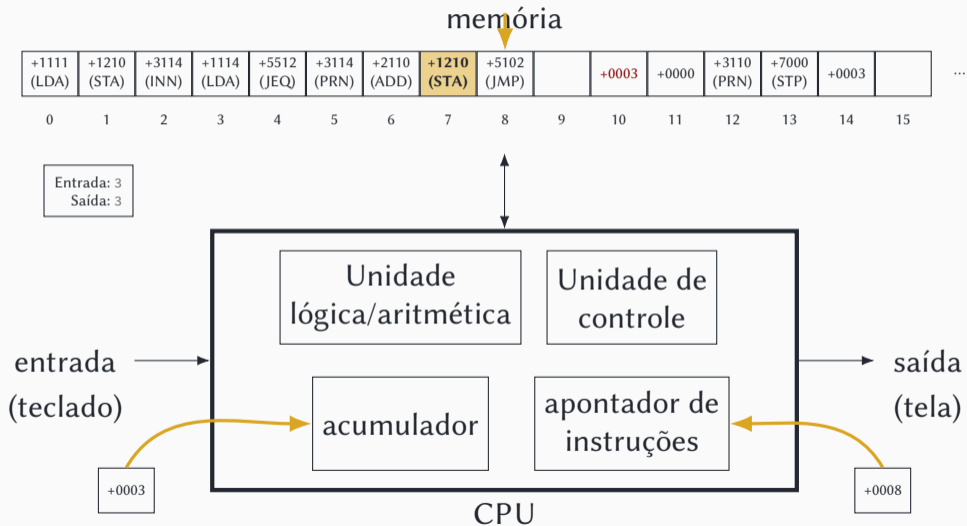 memória
+1111 +1210 +3114 +1114 +5512 +3114 +2110 +1210 +5102 +0003 +0000 +3110 +7000 +0003 ...
(LDA) (STA) (INN) (LDA) (JEQ) (PRN) (ADD) (STA) (JMP) (PRN) (STP)
0 1 2 3 4 5 6 7 8 9 10 11 12 13 14 15
Entrada: 3
Saída: 3
Unidade
lógica/aritmética
Unidade de
controle
entrada
(teclado)
saída
(tela)
acumulador
apontador de
instruções
+0003
+0008
CPU